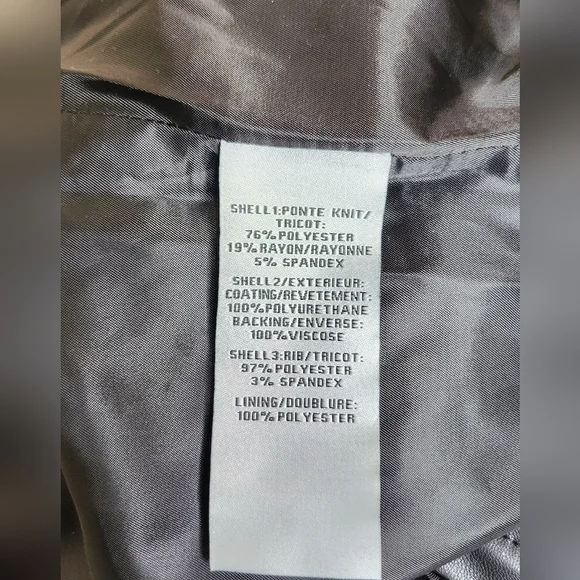 SHELL1:PONTE KNIT/
TRICOT:
76% POLYESTER
19% RAYON/RAYONNE
5% SPANDEX
SHELL2/EXTERIEUR:
COATING/REVETEMENT:
100%POLYURETHANE
BACKING/ENVERSE:
100%VISCOSE
SHELL3:RIB/TRICOT:
97% POLYESTER
3% SPANDEX
LINING/DOUBLURE:
100%POLYESTER